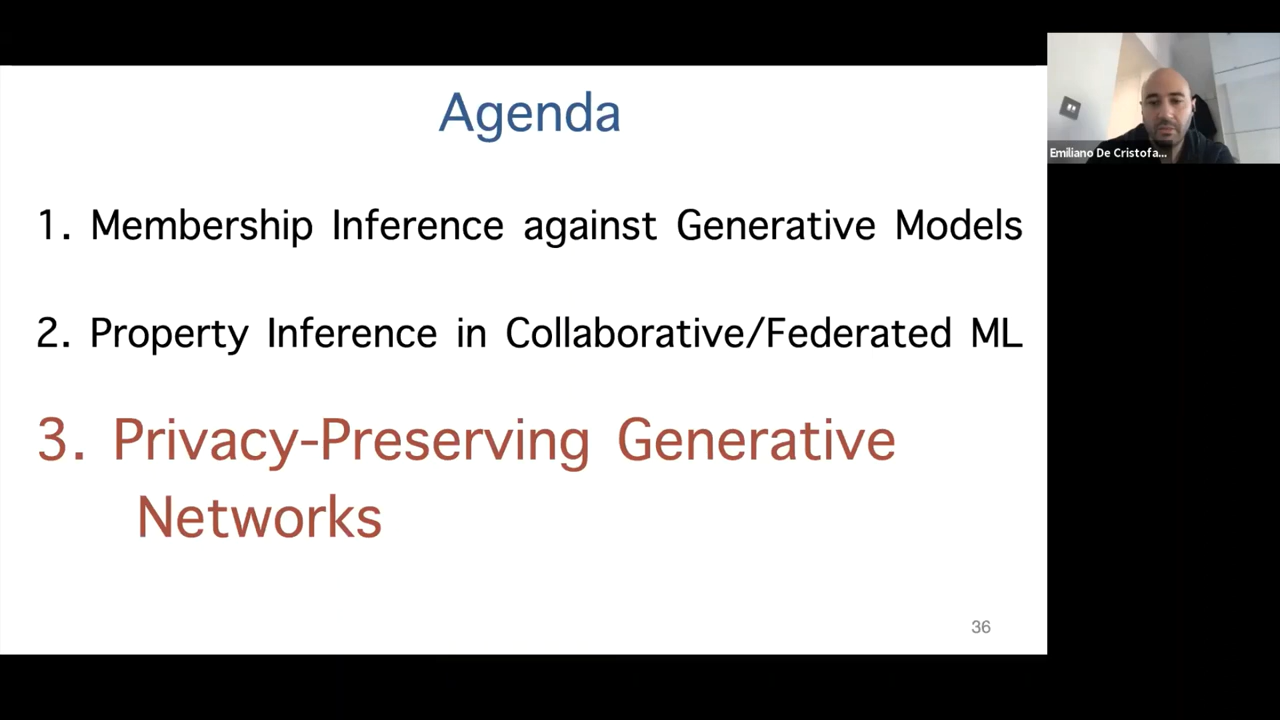 Agenda
1. Membership Inference against Generative Models
2. Property Inference in Collaborative/Federated ML
3. Privacy-Preserving Generative
Networks
36
Emiliano De Cristofa...